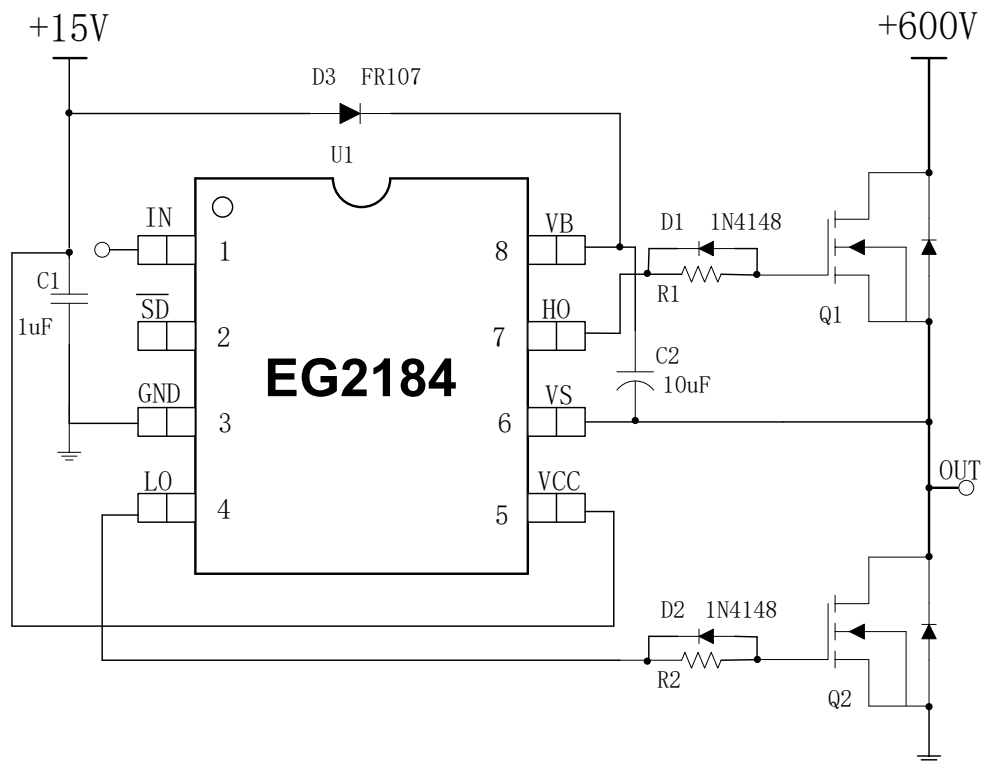 +15V
+600V
D3 FR107
U1
IN
1
8
VB
D1 1N4148
C1
1uF
R1
Q1
SD
2
7
HO
EG2184
C2
10uF
GND
3
6
VS
LO
4
5
VCC
OUT
D2 1N4148
R2
Q2